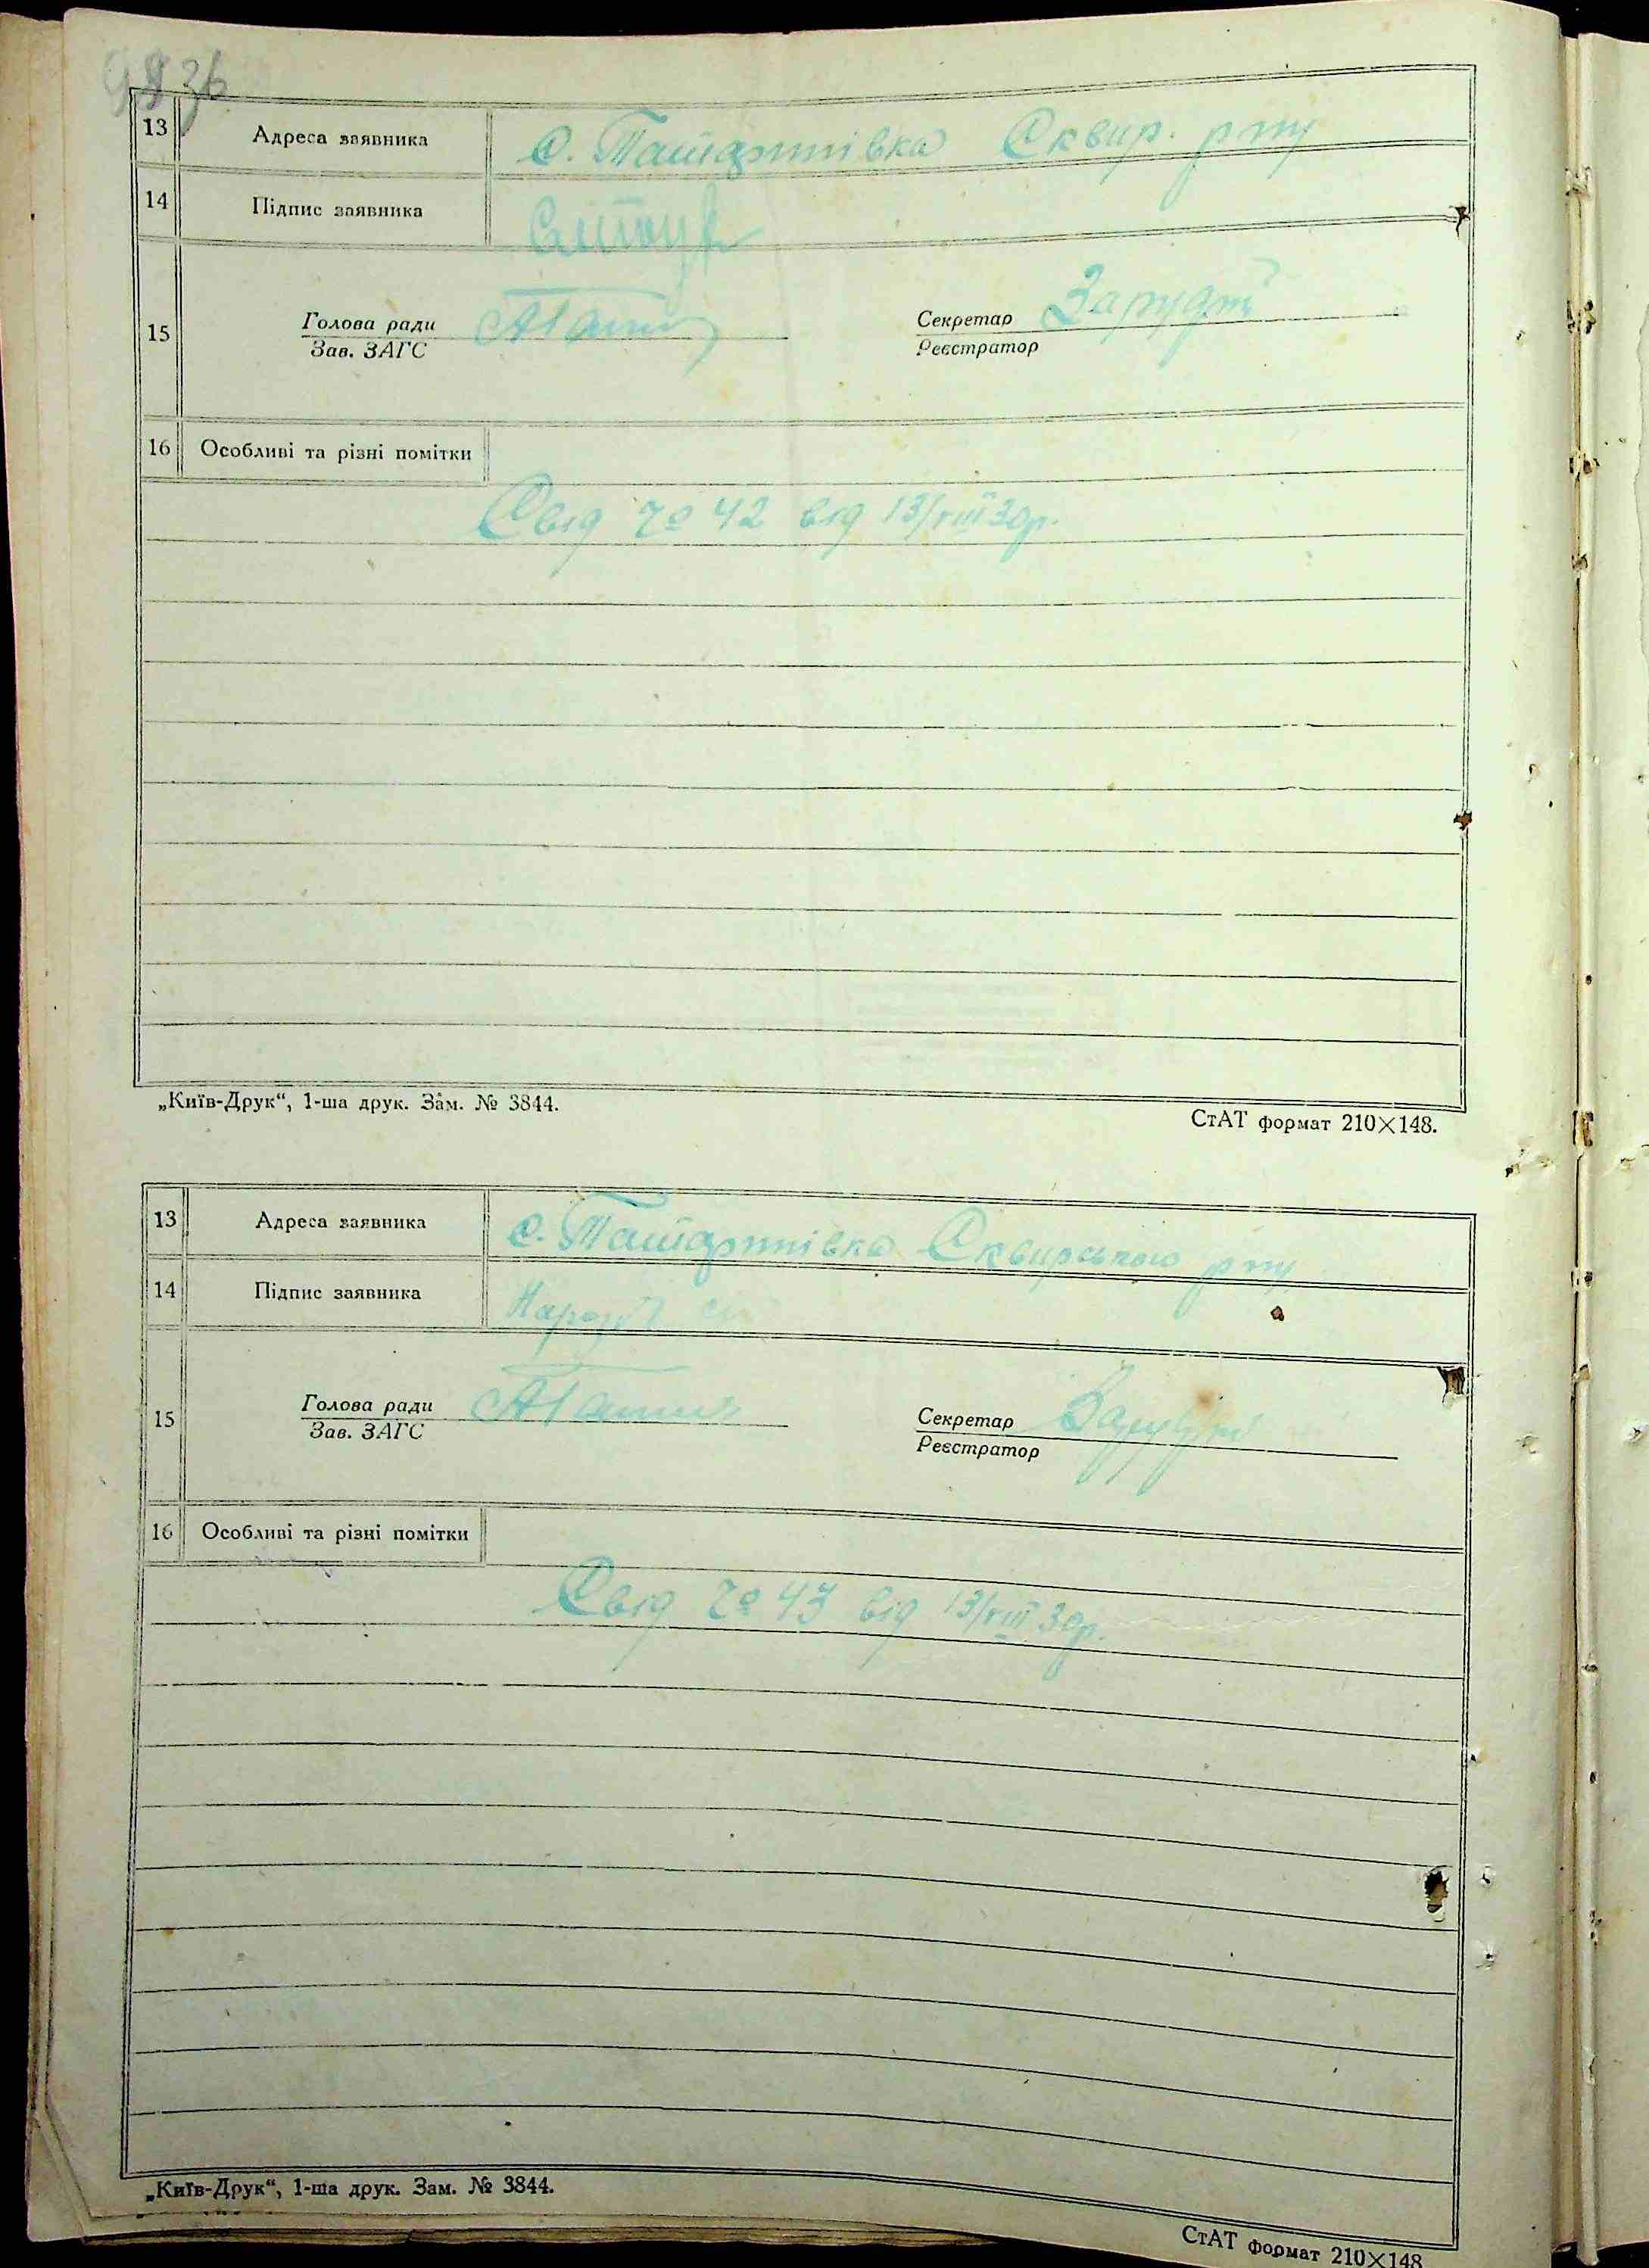 36
13 Адреса заявника с. Татаринівка Сквир. р-ну
14 Підпис заявника
15 Голова ради Секретар
Зав. ЗАГС Реєстратор
16 Особливі та різні помітки
Свід № 42 від 13/VIII 30р.
„Київ-Друк“, 1-ша друк. Зам. № 3844.
СтАТ формат 210×148.
13 Адреса заявника с. Татаринівка Сквирського р-ну
14 Підпис заявника
15 Голова ради Секретар
Зав. ЗАГС Реєстратор
16 Особливі та різні помітки
Свід № 43 від 13/VIII 30р.
„Київ-Друк“, 1-ша друк. Зам. № 3844.
СтАТ формат 210×148